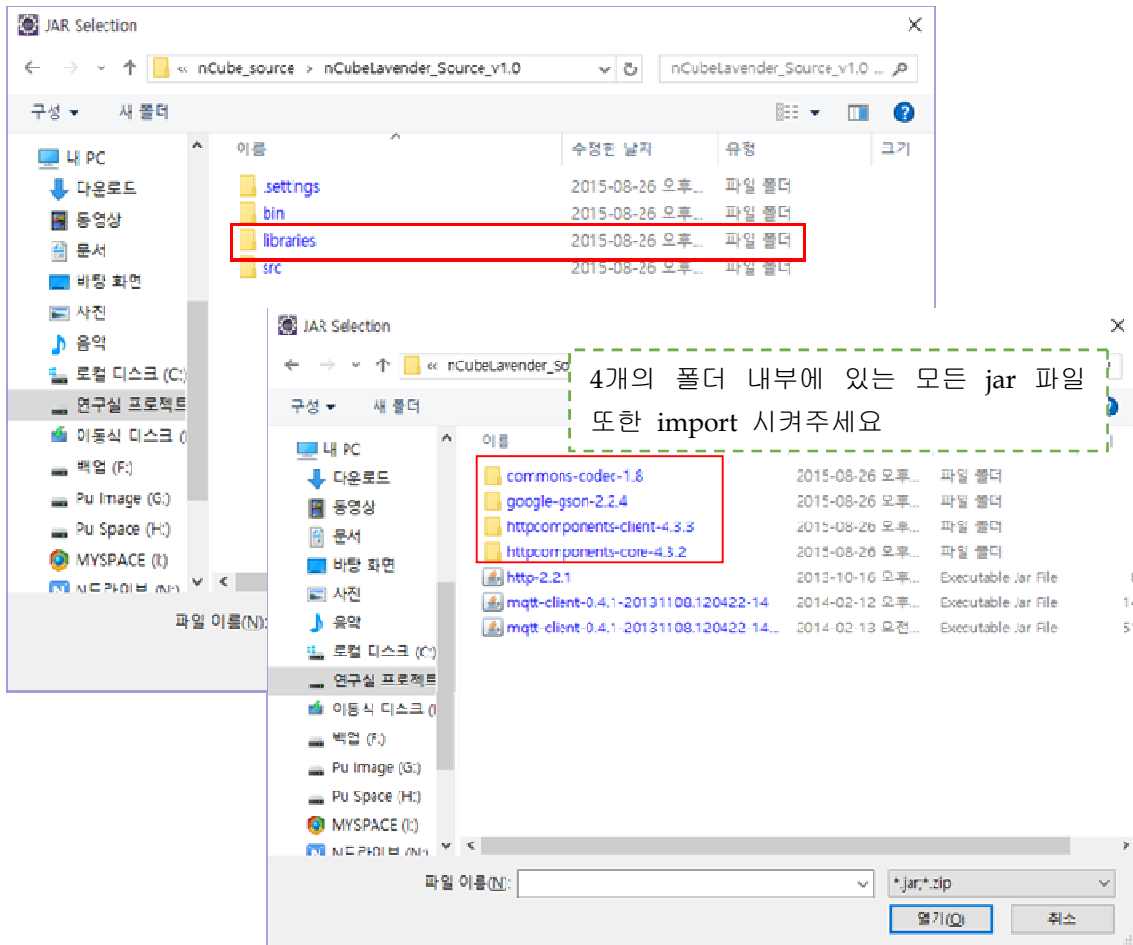 JAR Selection
« nCube_source > nCubeLavender_Source_v1.0
nCubeLavender_Source_v1.0 ...
구성
새 폴더
이름
수정한 날짜
유형
크기
내 PC
다운로드
동영상
문서
바탕 화면
사진
음악
로컬 디스크 (C:)
연구실 프로젝트
이동식 디스크 (
백업 (F:)
Pu Image (G:)
Pu Space (H:)
MYSPACE (I:)
N드라이브 (N:)
.settings 2015-08-26 오후... 파일 폴더
bin 2015-08-26 오후... 파일 폴더
libraries 2015-08-26 오후... 파일 폴더
src 2015-08-26 오후... 파일 폴더
파일 이름(N):
JAR Selection
« nCubeLavender_So
4개의 폴더 내부에 있는 모든 jar 파일
또한 import 시켜주세요
구성
새 폴더
이름
내 PC
다운로드
동영상
문서
바탕 화면
사진
음악
로컬 디스크 (C:)
연구실 프로젝트
이동식 디스크 (
백업 (F:)
Pu Image (G:)
Pu Space (H:)
MYSPACE (I:)
N드라이브 (N:)
commons-codec-1.8 2015-08-26 오후... 파일 폴더
google-gson-2.2.4 2015-08-26 오후... 파일 폴더
httpcomponents-client-4.3.3 2015-08-26 오후... 파일 폴더
httpcomponents-core-4.3.2 2015-08-26 오후... 파일 폴더
http-2.2.1 2013-10-16 오후... Executable Jar File
mqtt-client-0.4.1-20131108.120422-14 2014-02-12 오후... Executable Jar File 14
mqtt-client-0.4.1-20131108.120422-14... 2014-02-13 오전... Executable Jar File 51
파일 이름(N):
*.jar;*.zip
열기(O)
취소